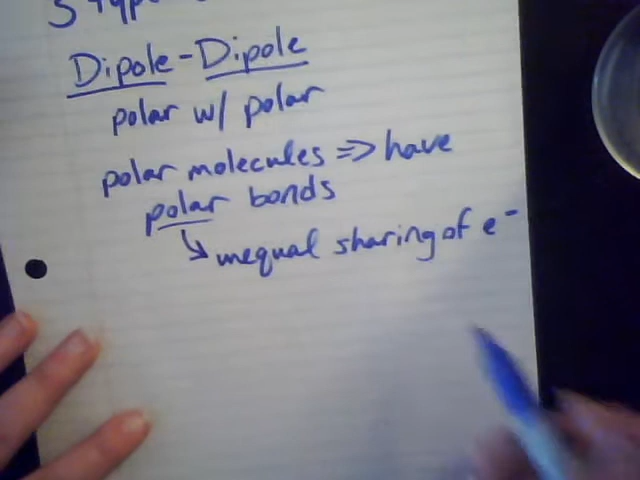 Dipole-Dipole
polar w/ polar
polar molecules => have
polar bonds
unequal sharing of e⁻